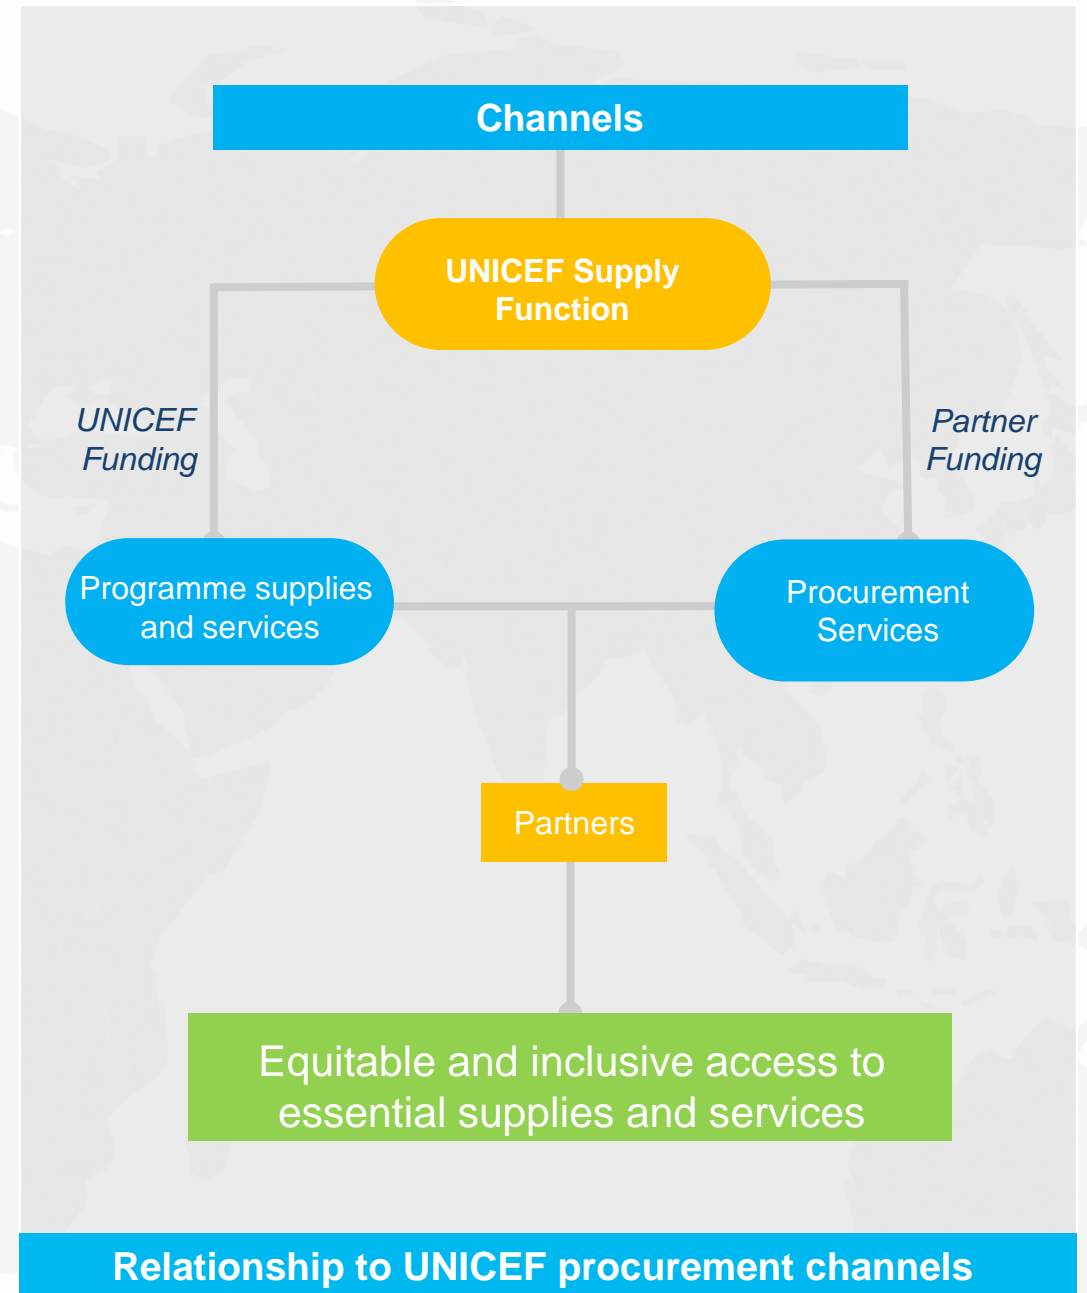 Channels
UNICEF Supply
Function
UNICEF
Funding
Partner
Funding
Programme supplies
and services
Procurement
Services
Partners
Equitable and inclusive access to
essential supplies and services
Relationship to UNICEF procurement channels